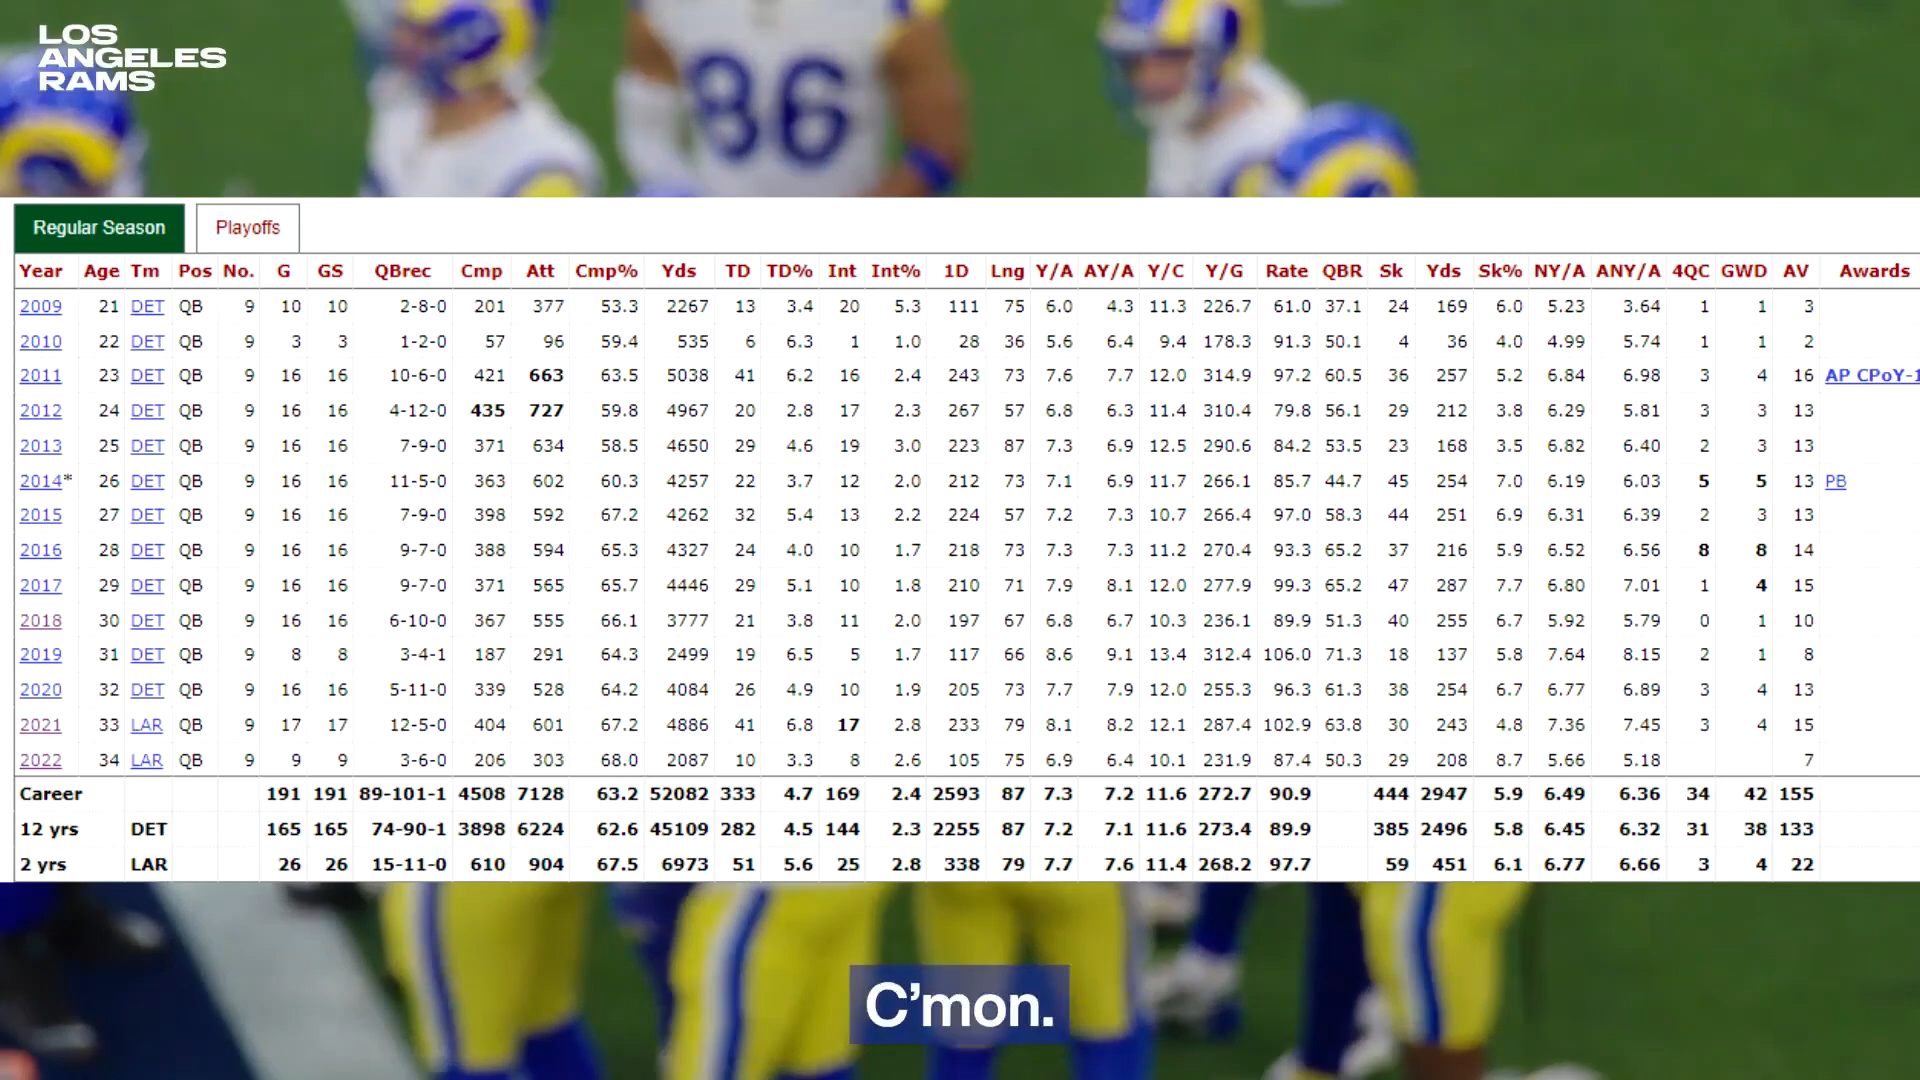 LOS
ANGELES
RAMS
86
Regular Season Playoffs
Year Age Tm Pos No. G GS QBrec Cmp Att Cmp% Yds TD TD% Int Int% 1D Lng Y/A AY/A Y/C Y/G Rate QBR Sk Yds Sk% NY/A ANY/A 4QC GWD AV Awards
2009 21 DET QB 9 10 10 2-8-0 201 377 53.3 2267 13 3.4 20 5.3 111 75 6.0 4.3 11.3 226.7 61.0 37.1 24 169 6.0 5.23 3.64 1 1 3
2010 22 DET QB 9 3 3 1-2-0 57 96 59.4 535 6 6.3 1 1.0 28 36 5.6 6.4 9.4 178.3 91.3 50.1 4 36 4.0 4.99 5.74 1 1 2
2011 23 DET QB 9 16 16 10-6-0 421 663 63.5 5038 41 6.2 16 2.4 243 73 7.6 7.7 12.0 314.9 97.2 60.5 36 257 5.2 6.84 6.98 3 4 16 AP CPoY-1
2012 24 DET QB 9 16 16 4-12-0 435 727 59.8 4967 20 2.8 17 2.3 267 57 6.8 6.3 11.4 310.4 79.8 56.1 29 212 3.8 6.29 5.81 3 3 13
2013 25 DET QB 9 16 16 7-9-0 371 634 58.5 4650 29 4.6 19 3.0 223 87 7.3 6.9 12.5 290.6 84.2 53.5 23 168 3.5 6.82 6.40 2 3 13
2014* 26 DET QB 9 16 16 11-5-0 363 602 60.3 4257 22 3.7 12 2.0 212 73 7.1 6.9 11.7 266.1 85.7 44.7 45 254 7.0 6.19 6.03 5 5 13 PB
2015 27 DET QB 9 16 16 7-9-0 398 592 67.2 4262 32 5.4 13 2.2 224 57 7.2 7.3 10.7 266.4 97.0 58.3 44 251 6.9 6.31 6.39 2 3 13
2016 28 DET QB 9 16 16 9-7-0 388 594 65.3 4327 24 4.0 10 1.7 218 73 7.3 7.3 11.2 270.4 93.3 65.2 37 216 5.9 6.52 6.56 8 8 14
2017 29 DET QB 9 16 16 9-7-0 371 565 65.7 4446 29 5.1 10 1.8 210 71 7.9 8.1 12.0 277.9 99.3 65.2 47 287 7.7 6.80 7.01 1 4 15
2018 30 DET QB 9 16 16 6-10-0 367 555 66.1 3777 21 3.8 11 2.0 197 67 6.8 6.7 10.3 236.1 89.9 51.3 40 255 6.7 5.92 5.79 0 1 10
2019 31 DET QB 9 8 8 3-4-1 187 291 64.3 2499 19 6.5 5 1.7 117 66 8.6 9.1 13.4 312.4 106.0 71.3 18 137 5.8 7.64 8.15 2 1 8
2020 32 DET QB 9 16 16 5-11-0 339 528 64.2 4084 26 4.9 10 1.9 205 73 7.7 7.9 12.0 255.3 96.3 61.3 38 254 6.7 6.77 6.89 3 4 13
2021 33 LAR QB 9 17 17 12-5-0 404 601 67.2 4886 41 6.8 17 2.8 233 79 8.1 8.2 12.1 287.4 102.9 63.8 30 243 4.8 7.36 7.45 3 4 15
2022 34 LAR QB 9 9 9 3-6-0 206 303 68.0 2087 10 3.3 8 2.6 105 75 6.9 6.4 10.1 231.9 87.4 50.3 29 208 8.7 5.66 5.18 7
Career 191 191 89-101-1 4508 7128 63.2 52082 333 4.7 169 2.4 2593 87 7.3 7.2 11.6 272.7 90.9 444 2947 5.9 6.49 6.36 34 42 155
12 yrs DET 165 165 74-90-1 3898 6224 62.6 45109 282 4.5 144 2.3 2255 87 7.2 7.1 11.6 273.4 89.9 385 2496 5.8 6.45 6.32 31 38 133
2 yrs LAR 26 26 15-11-0 610 904 67.5 6973 51 5.6 25 2.8 338 79 7.7 7.6 11.4 268.2 97.7 59 451 6.1 6.77 6.66 3 4 22
C'mon.